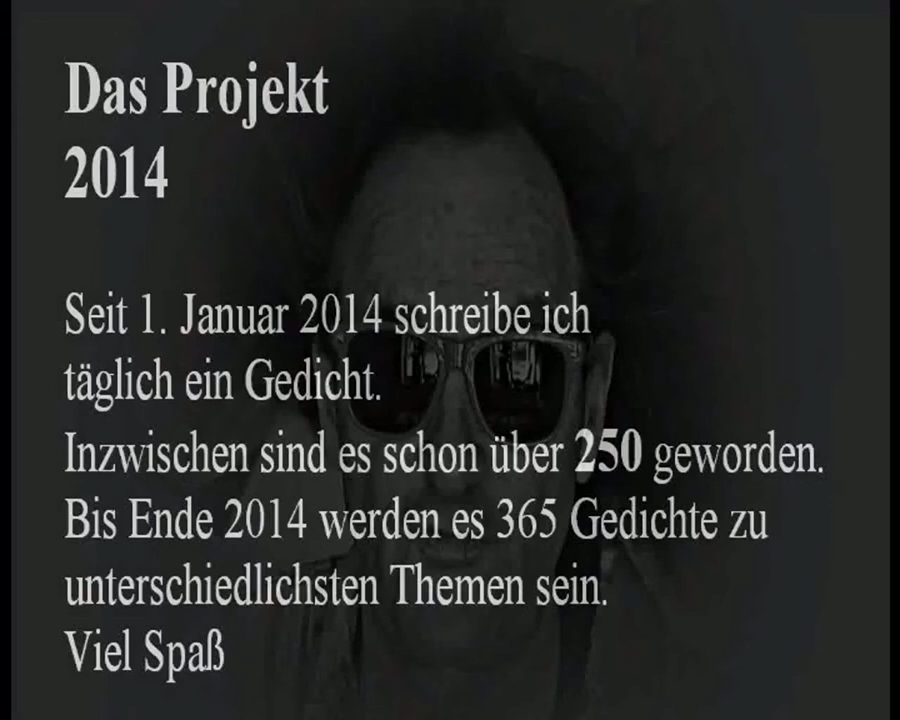 Das Projekt
2014
Seit 1. Januar 2014 schreibe ich
täglich ein Gedicht.
Inzwischen sind es schon über 250 geworden.
Bis Ende 2014 werden es 365 Gedichte zu
unterschiedlichsten Themen sein.
Viel Spaß